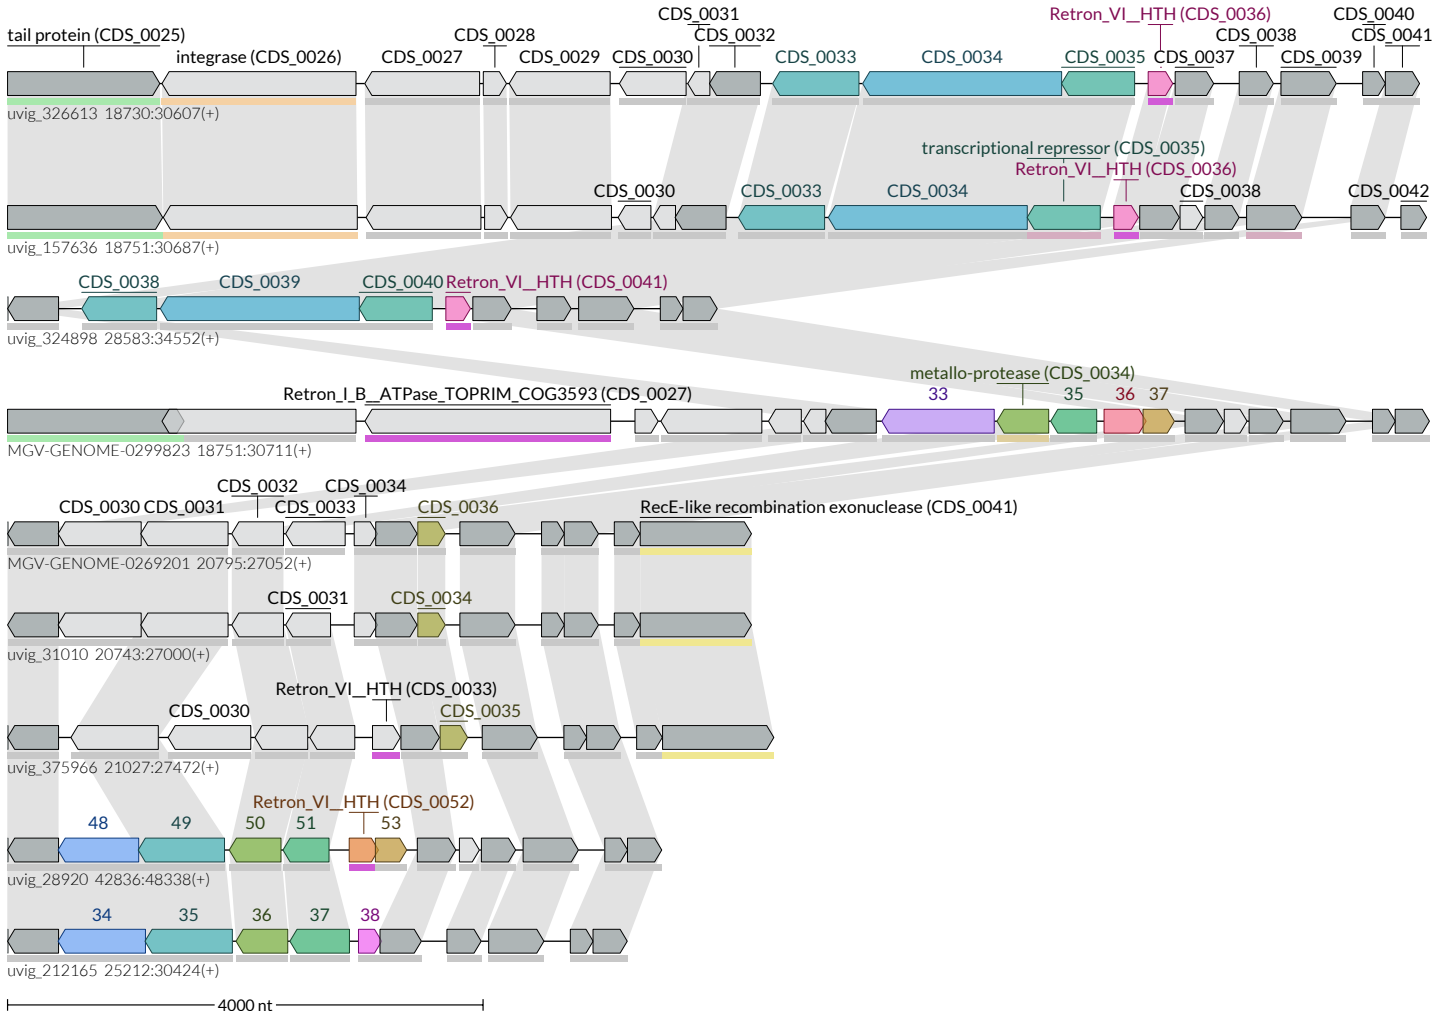 CDS_0031 Retron_VI__HTH (CDS_0036) CDS_0040
tail protein (CDS_0025) CDS_0028 CDS_0032 CDS_0038 CDS_0041
integrase (CDS_0026) CDS_0027 CDS_0029 CDS_0030 CDS_0033 CDS_0034 CDS_0035 CDS_0037 CDS_0039
uvig_326613 18730:30607(+)
transcriptional repressor (CDS_0035)
Retron_VI__HTH (CDS_0036)
CDS_0030 CDS_0033 CDS_0034 CDS_0038 CDS_0042
uvig_157636 18751:30687(+)
CDS_0038 CDS_0039 CDS_0040 Retron_VI__HTH (CDS_0041)
uvig_324898 28583:34552(+)
metallo-protease (CDS_0034)
Retron_I_B__ATPase_TOPRIM_COG3593 (CDS_0027) 33 35 36 37
MGV-GENOME-0299823 18751:30711(+)
CDS_0032 CDS_0034
CDS_0030 CDS_0031 CDS_0033 CDS_0036 RecE-like recombination exonuclease (CDS_0041)
MGV-GENOME-0269201 20795:27052(+)
CDS_0031 CDS_0034
uvig_31010 20743:27000(+)
Retron_VI__HTH (CDS_0033)
CDS_0030 CDS_0035
uvig_375966 21027:27472(+)
Retron_VI__HTH (CDS_0052)
48 49 50 51 53
uvig_28920 42836:48338(+)
34 35 36 37 38
uvig_212165 25212:30424(+)
4000 nt